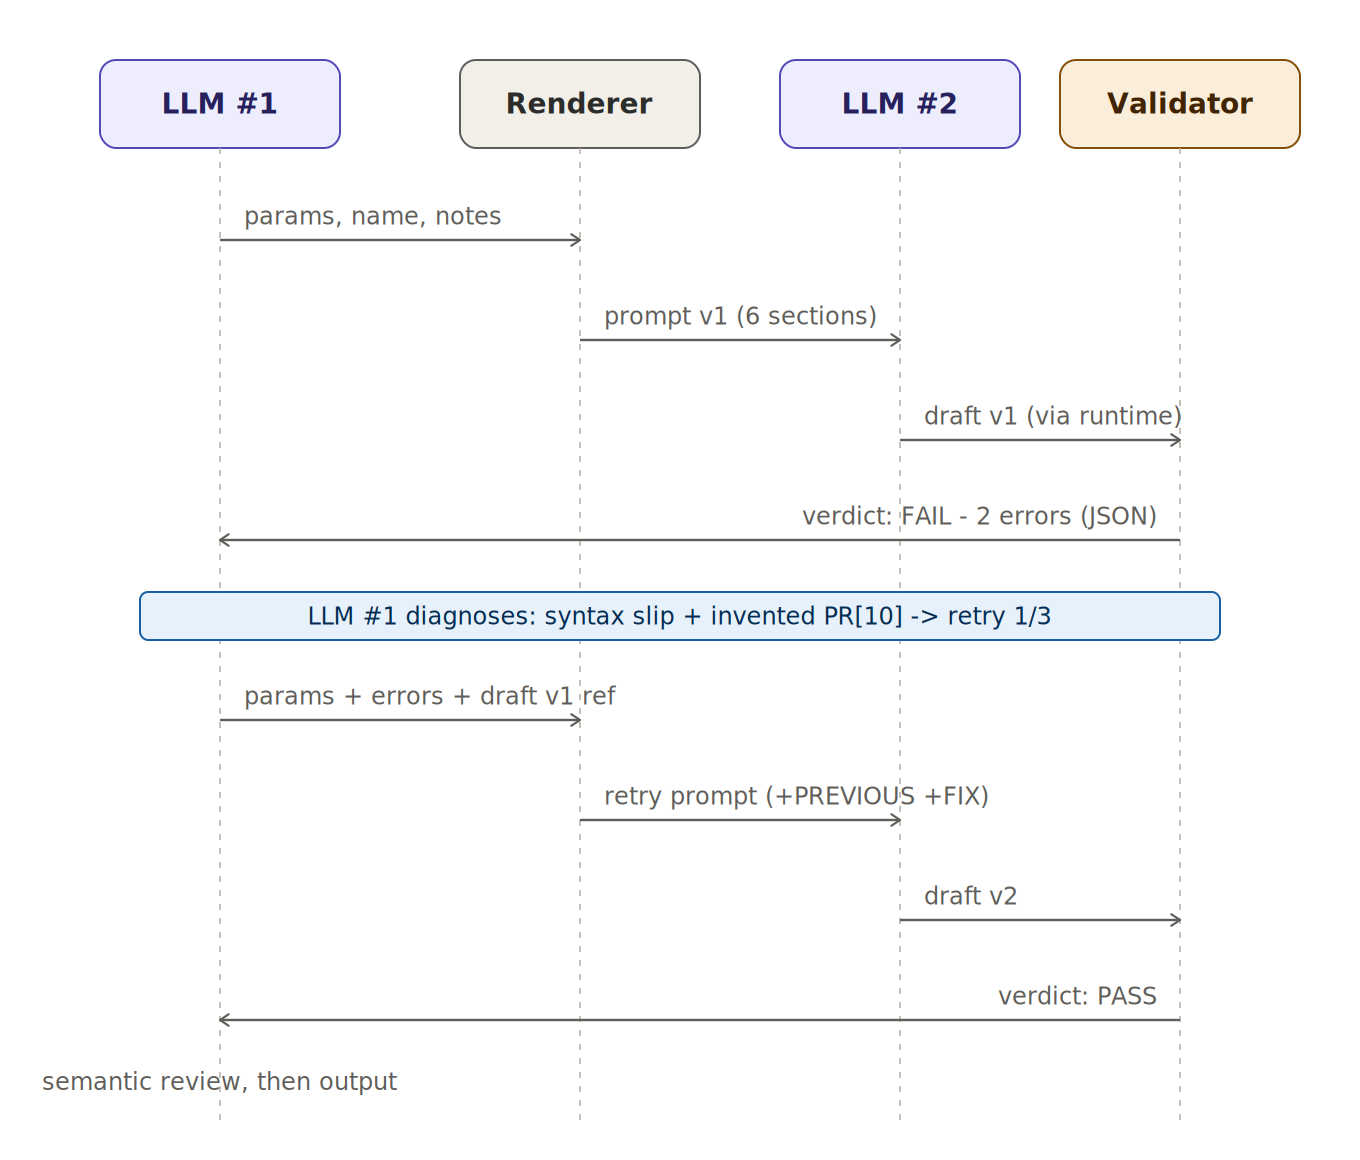 LLM #1
Renderer
LLM #2
Validator
params, name, notes
prompt v1 (6 sections)
draft v1 (via runtime)
verdict: FAIL - 2 errors (JSON)
LLM #1 diagnoses: syntax slip + invented PR[10] -> retry 1/3
params + errors + draft v1 ref
retry prompt (+PREVIOUS +FIX)
draft v2
verdict: PASS
semantic review, then output